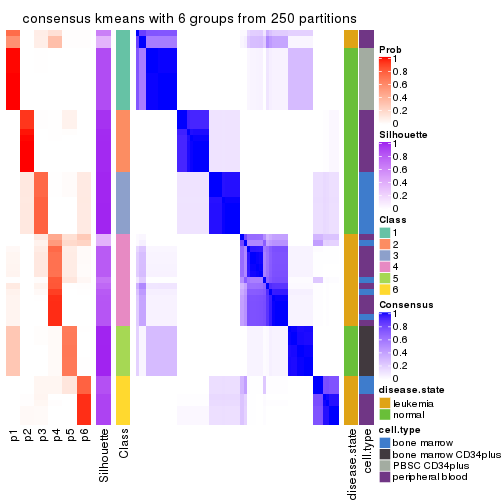 consensus kmeans with 6 groups from 250 partitions
Prob
1
0.8
0.6
0.4
0.2
0
Silhouette
1
0.8
0.6
0.4
0.2
0
Class
1
2
3
4
5
6
Consensus
1
0.8
0.6
0.4
0.2
0
disease.state
leukemia
normal
cell.type
bone marrow
bone marrow CD34plus
PBSC CD34plus
peripheral blood
p1
p2
p3
p4
p5
p6
Silhouette
Class
disease.state
cell.type